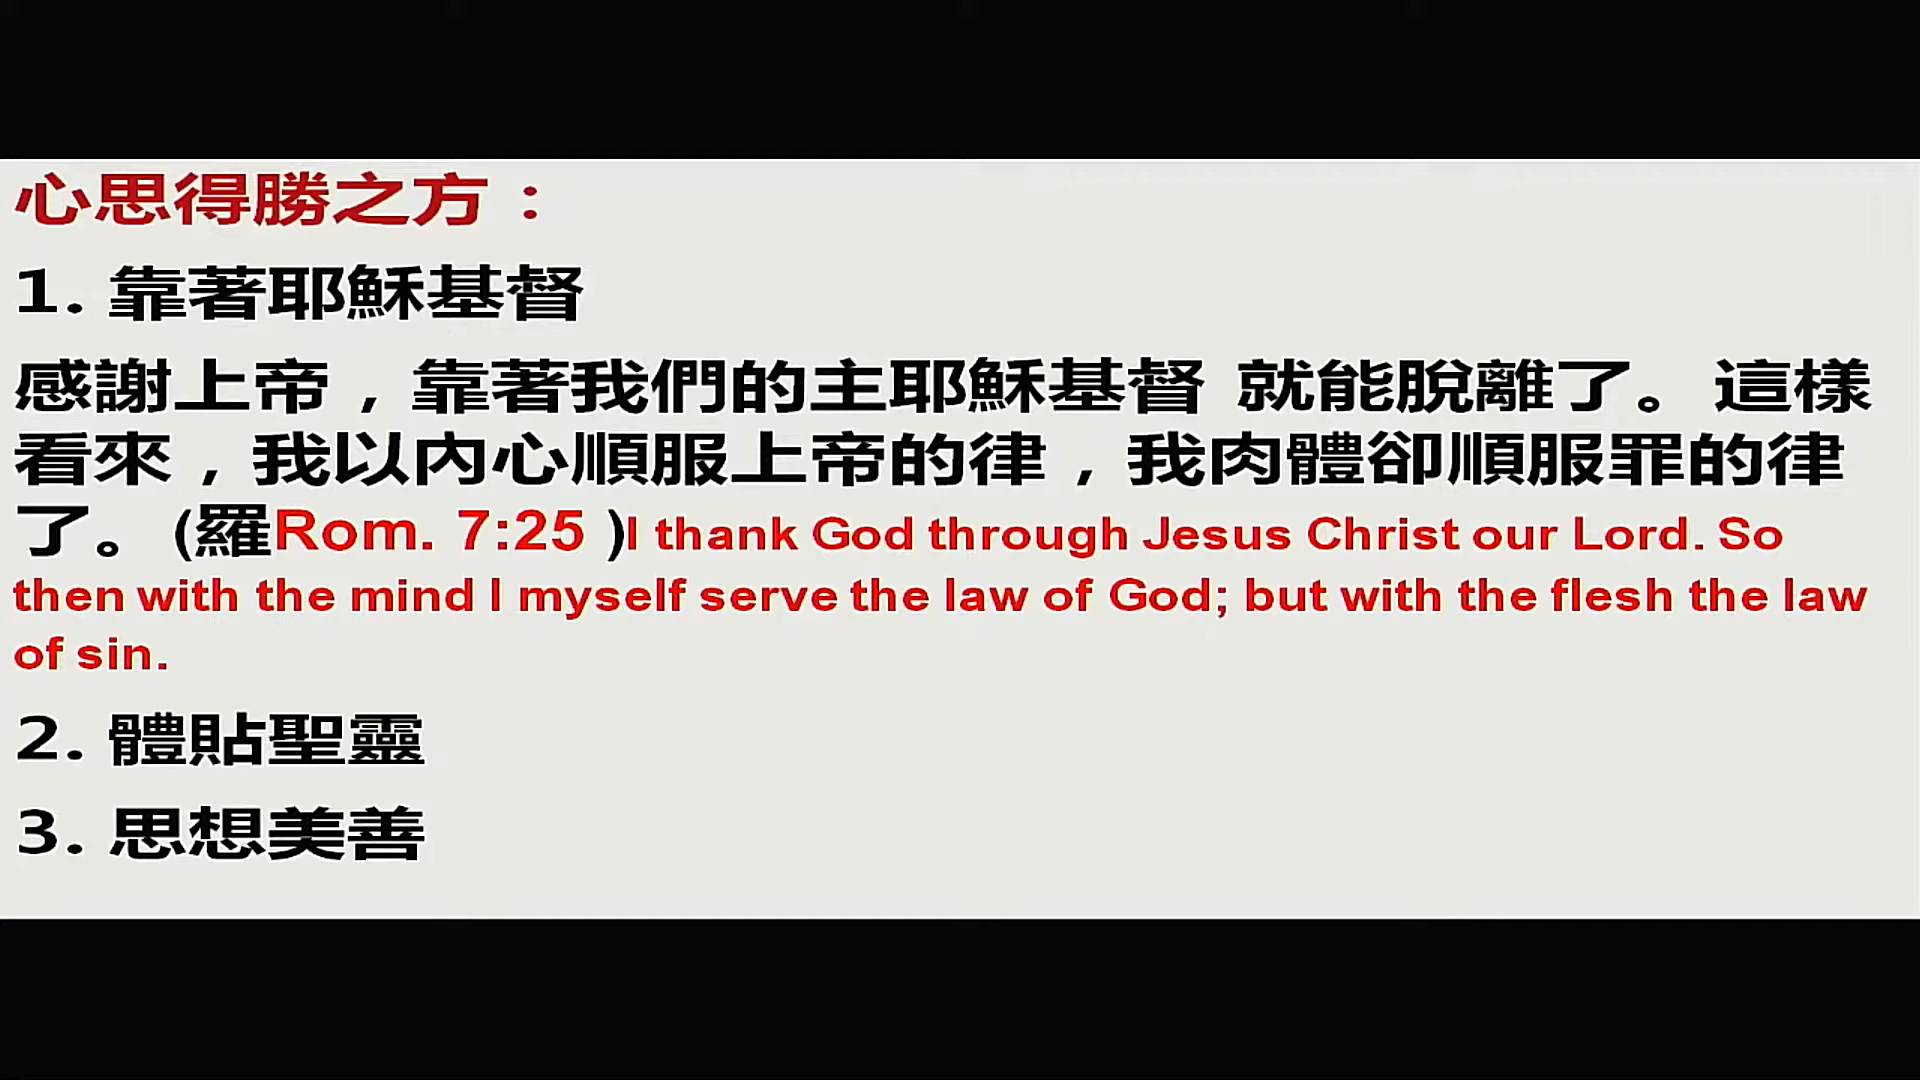 心思得勝之方：
1. 靠著耶穌基督
感謝上帝，靠著我們的主耶穌基督 就能脫離了。這樣
看來，我以內心順服上帝的律，我肉體卻順服罪的律
了。(羅Rom. 7:25 )I thank God through Jesus Christ our Lord. So
then with the mind I myself serve the law of God; but with the flesh the law
of sin.
2. 體貼聖靈
3. 思想美善